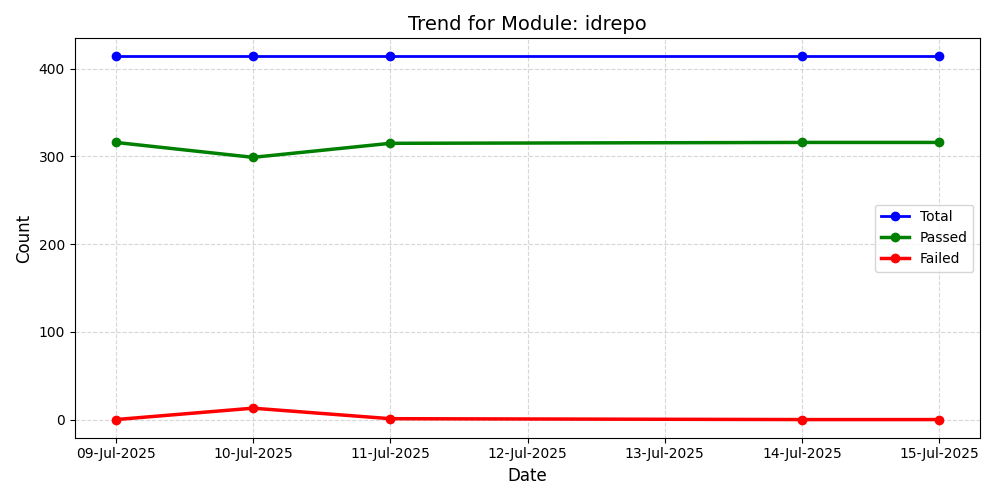 Trend for Module: idrepo
Count
400
300
200
100
0
Total
Passed
Failed
09-Jul-2025
10-Jul-2025
11-Jul-2025
12-Jul-2025
13-Jul-2025
14-Jul-2025
15-Jul-2025
Date